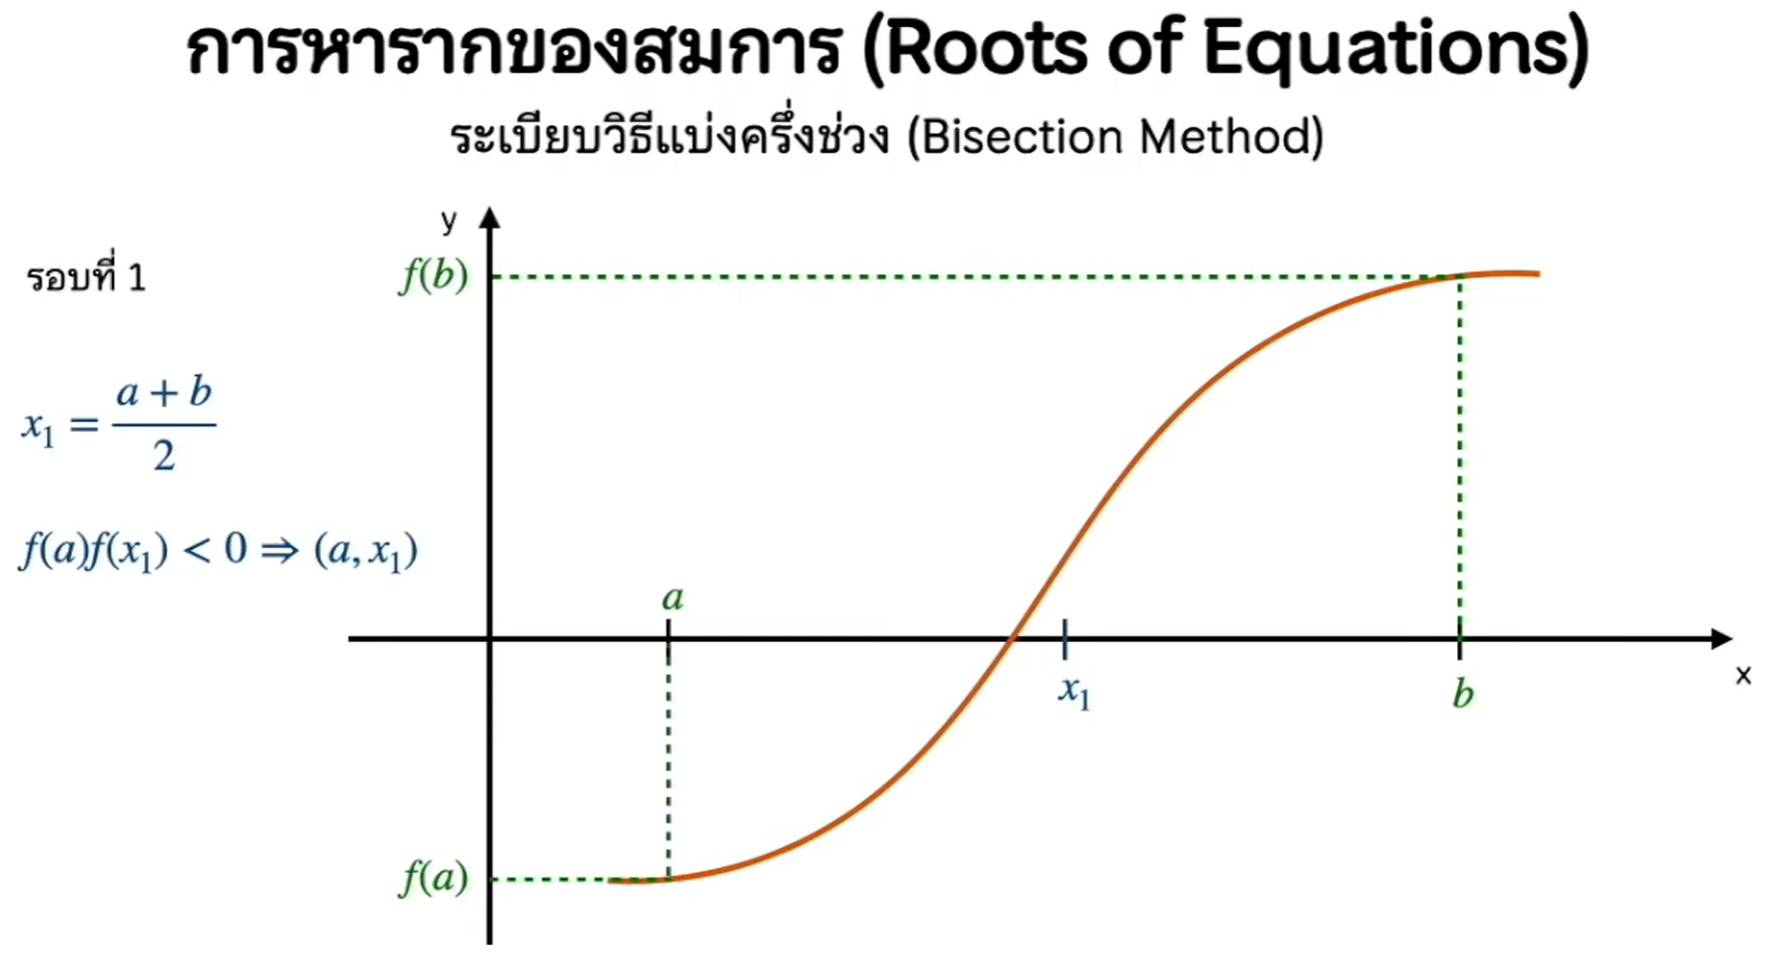 การหารากของสมการ (Roots of Equations)
ระเบียบวิธีแบ่งครึ่งช่วง (Bisection Method)
y
รอบที่ 1
f(b)
x₁ = (a + b) / 2
f(a)f(x₁) < 0 ⇒ (a, x₁)
a
x
x₁
b
f(a)